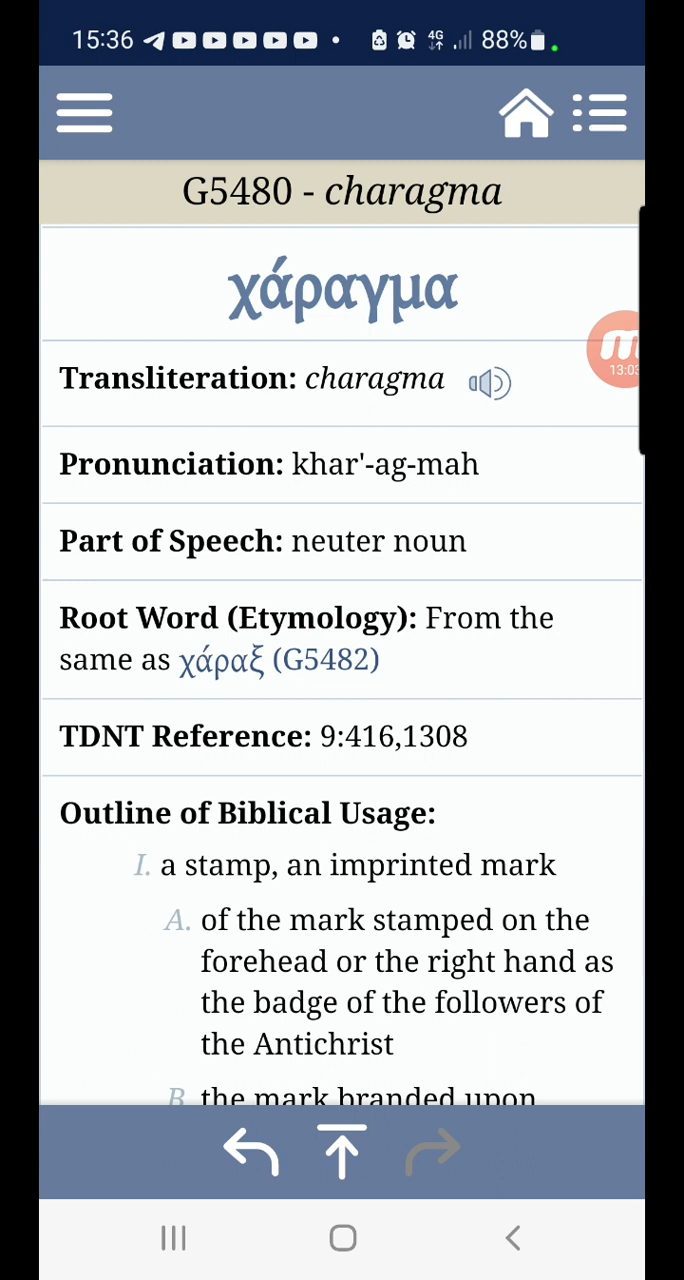 15:36 4G 88%
G5480 - charagma
χάραγμα
Transliteration: charagma
13:03
Pronunciation: khar'-ag-mah
Part of Speech: neuter noun
Root Word (Etymology): From the
same as χάραξ (G5482)
TDNT Reference: 9:416,1308
Outline of Biblical Usage:
I. a stamp, an imprinted mark
A. of the mark stamped on the
forehead or the right hand as
the badge of the followers of
the Antichrist
B. the mark branded upon